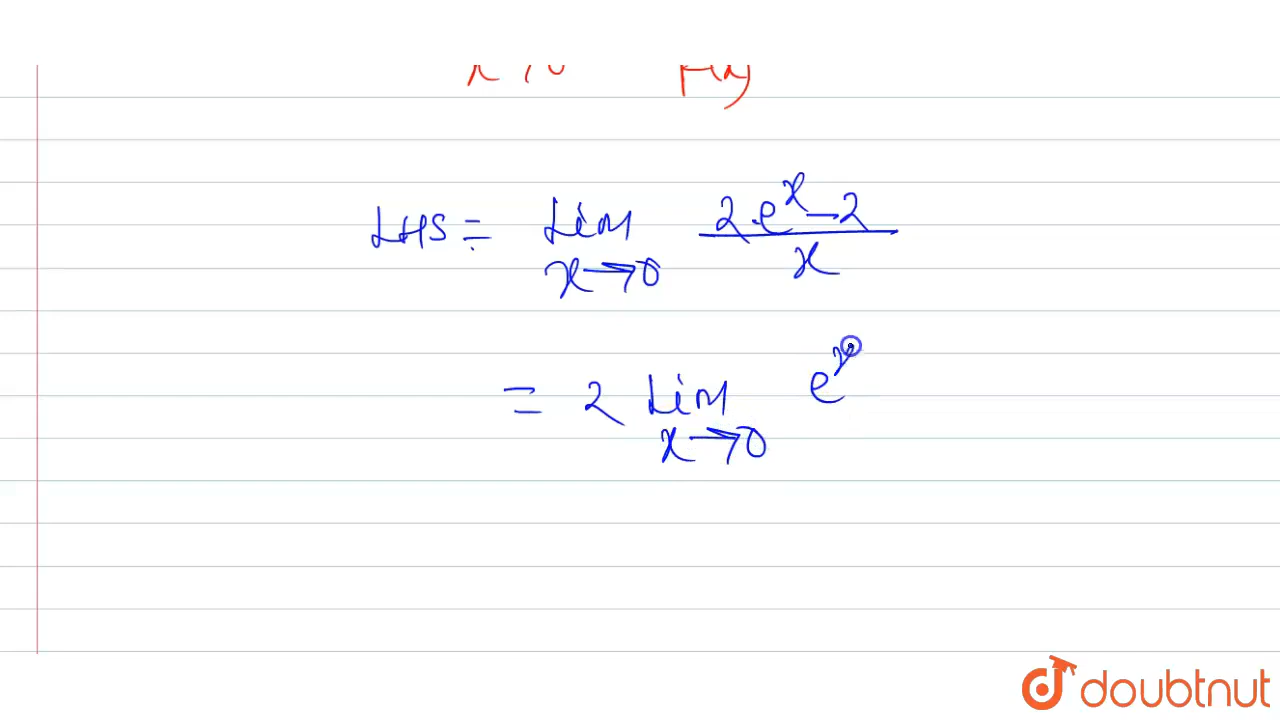 LHS = Lim 2.e^x - 2
x→0 x
= 2 Lim e^x
x→0
doubtnut